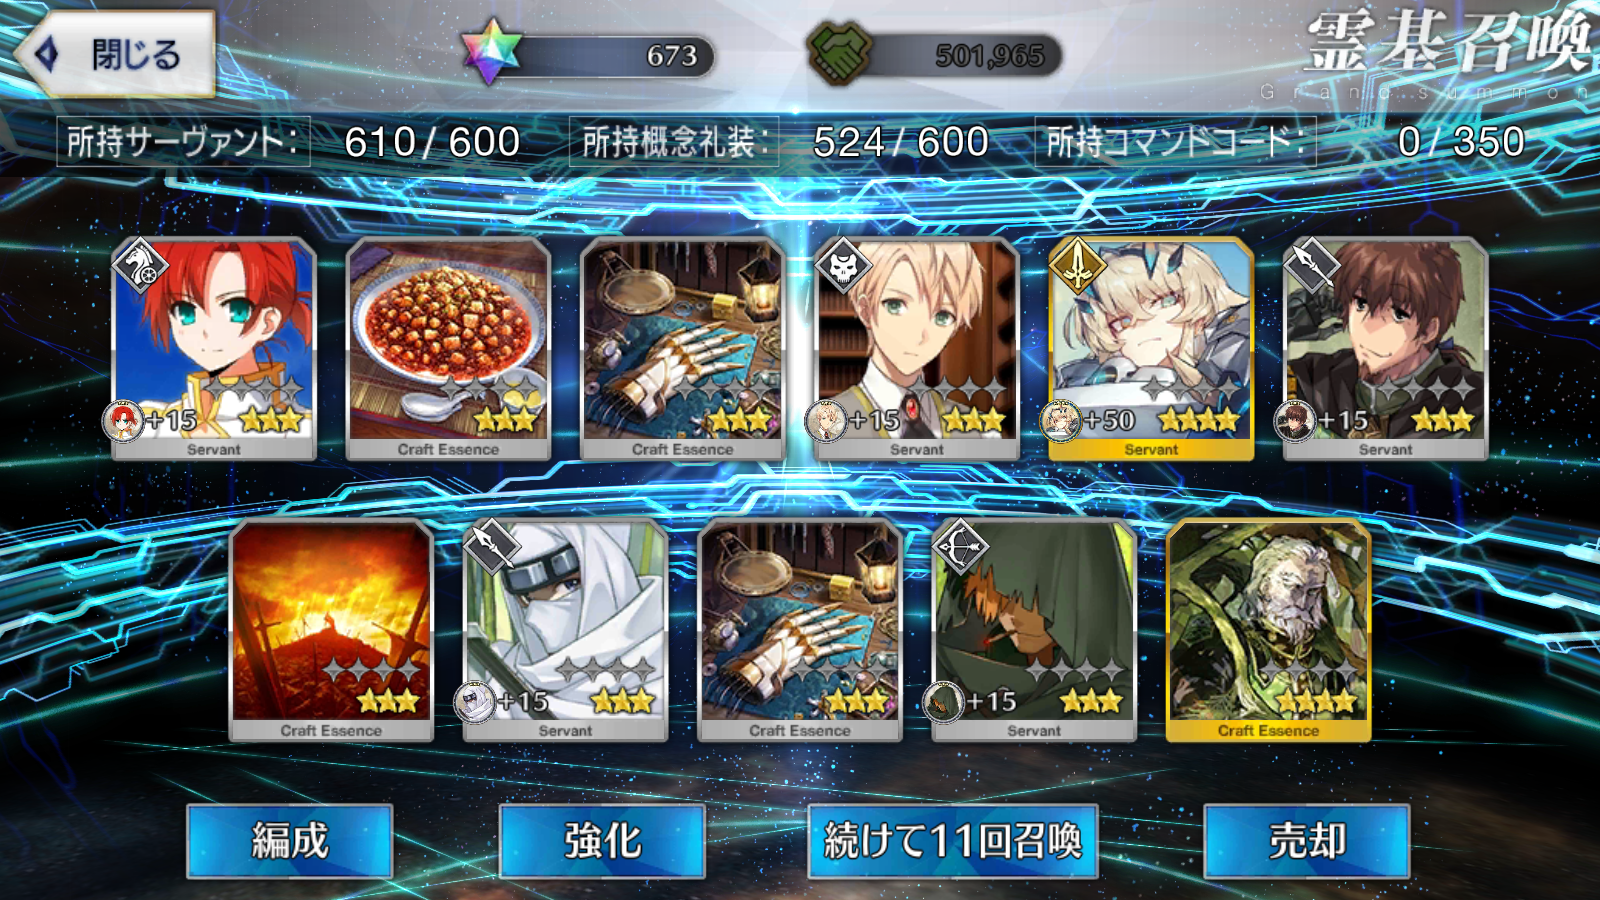 閉じる
673
501,965
霊基召喚
Grand summon
所持サーヴァント: 610/600
所持概念礼装: 524/600
所持コマンドコード: 0/350
+15
Servant
Craft Essence
Craft Essence
+15
Servant
+50
Servant
+15
Servant
Craft Essence
+15
Servant
Craft Essence
+15
Servant
Craft Essence
編成
強化
続けて11回召喚
売却